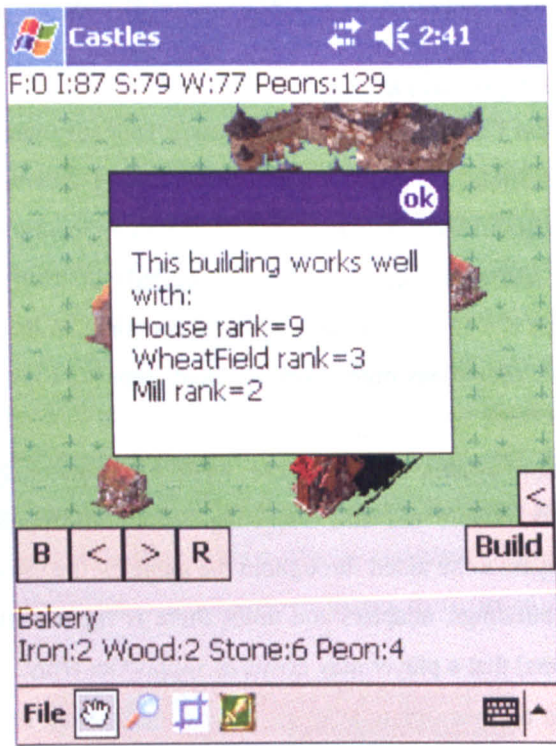 Castles 2:41
F:0 I:87 S:79 W:77 Peons:129
ok
This building works well
with:
House rank=9
WheatField rank=3
Mill rank=2
<
B < > R Build
Bakery
Iron:2 Wood:2 Stone:6 Peon:4
File